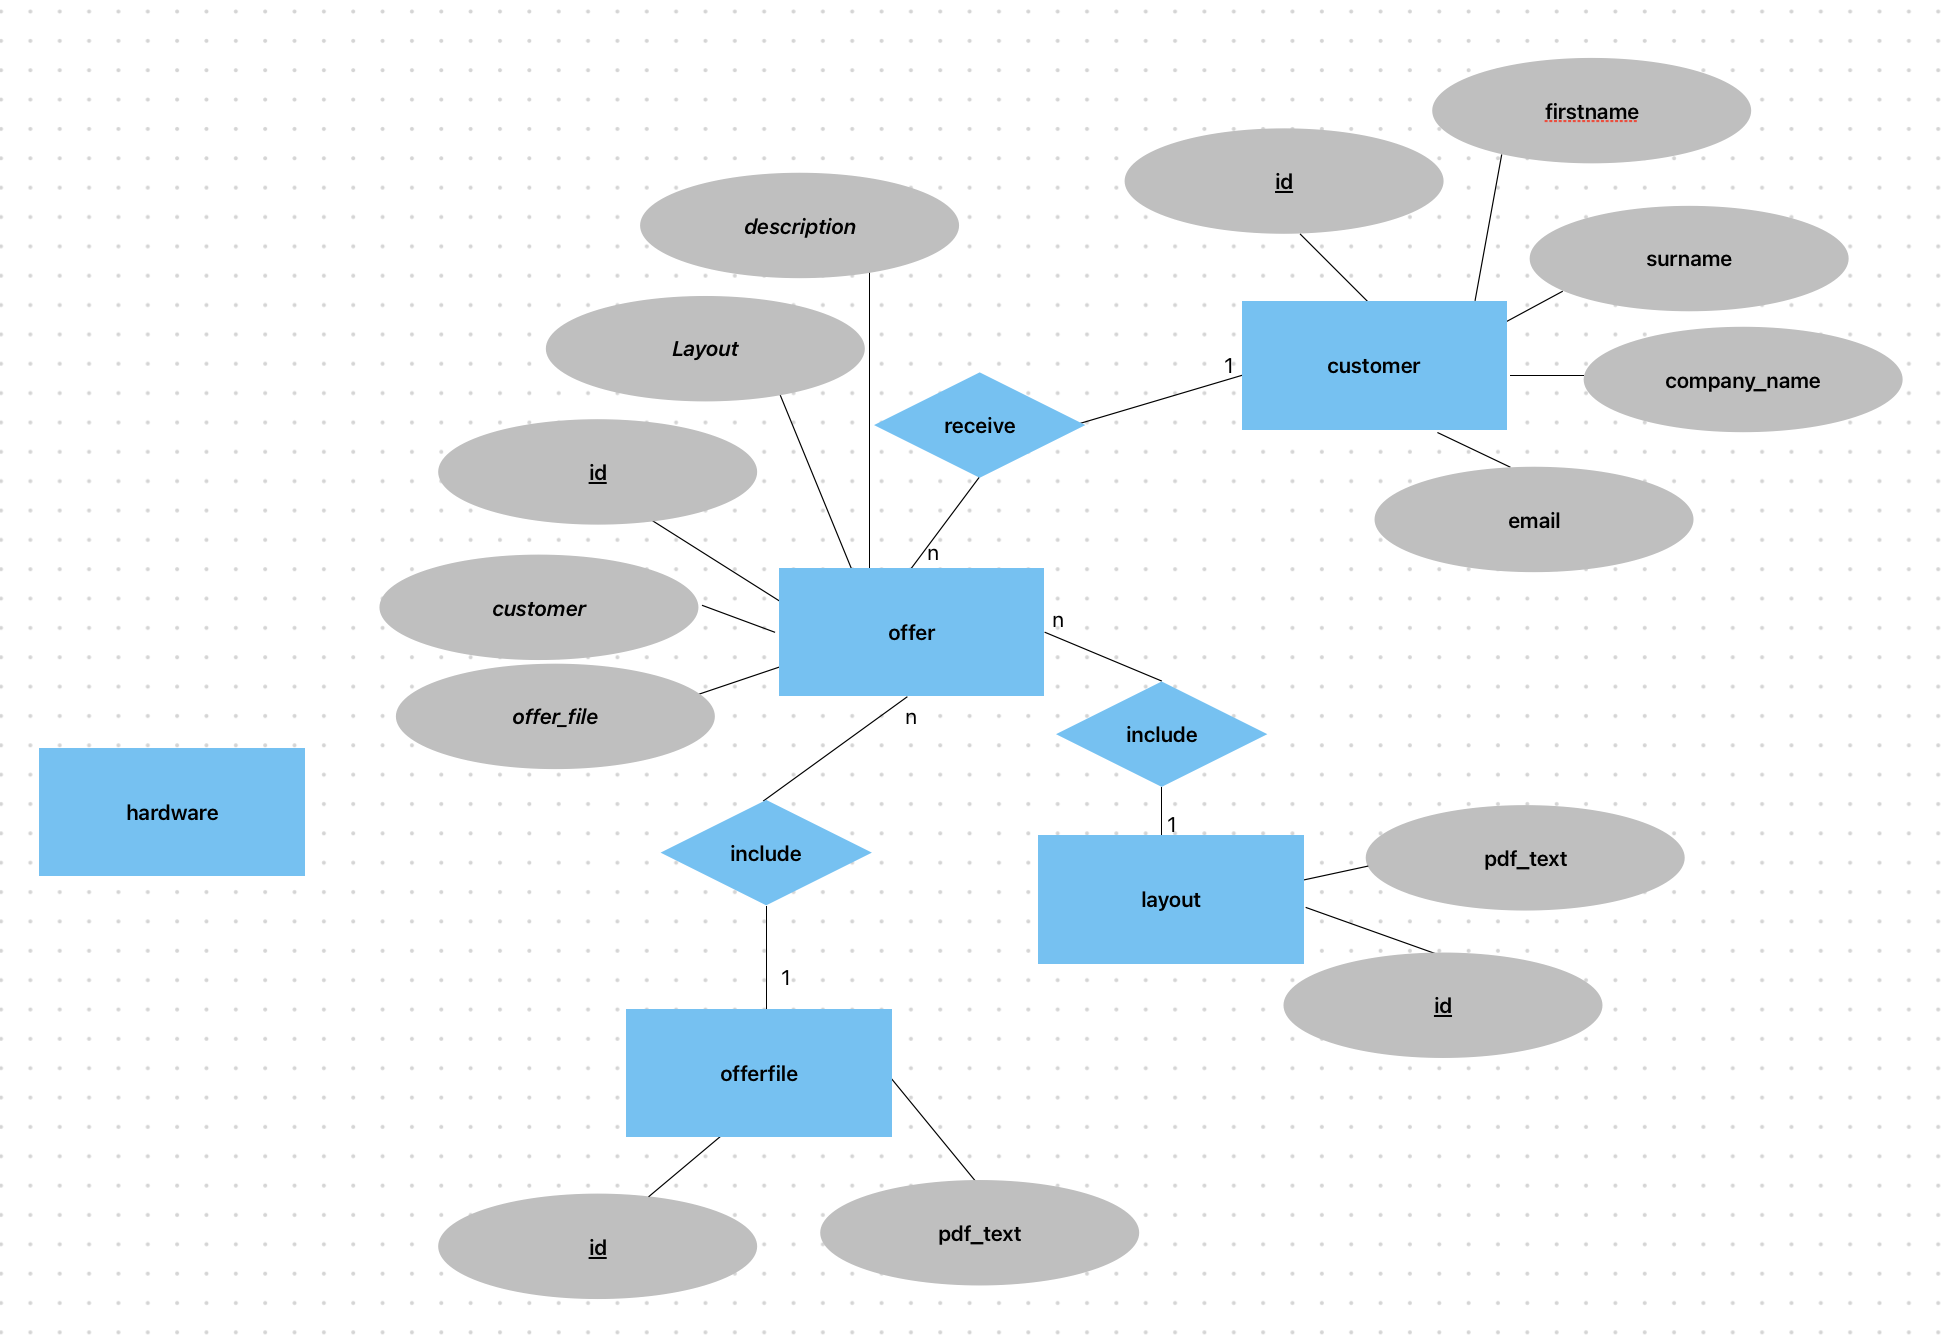 firstname
id
description
surname
Layout
1
customer
company_name
receive
id
email
n
customer
offer
n
offer_file
n
include
hardware
1
include
pdf_text
layout
1
id
offerfile
id
pdf_text